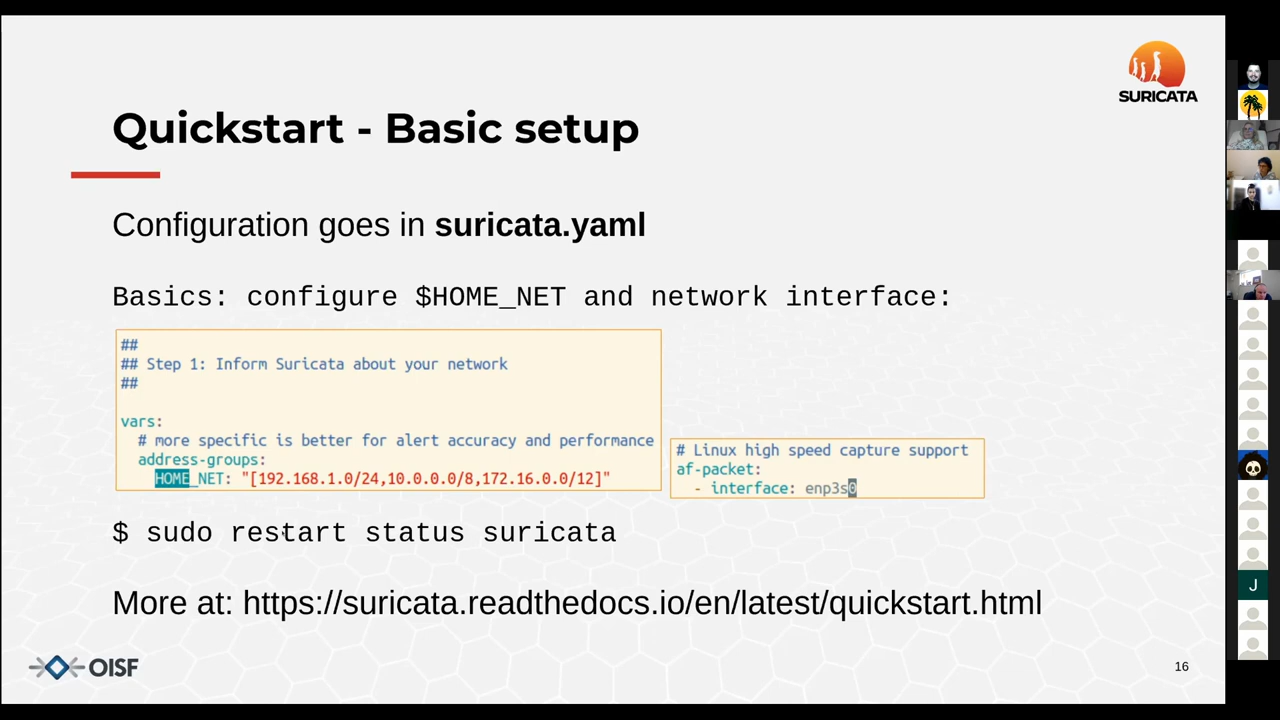 SURICATA
Quickstart - Basic setup
Configuration goes in suricata.yaml
Basics: configure $HOME_NET and network interface:
##
## Step 1: Inform Suricata about your network
##
vars:
# more specific is better for alert accuracy and performance
address-groups:
HOME_NET: "[192.168.1.0/24,10.0.0.0/8,172.16.0.0/12]"
# Linux high speed capture support
af-packet:
- interface: enp3s0
$ sudo restart status suricata
More at: https://suricata.readthedocs.io/en/latest/quickstart.html
OISF
16
J